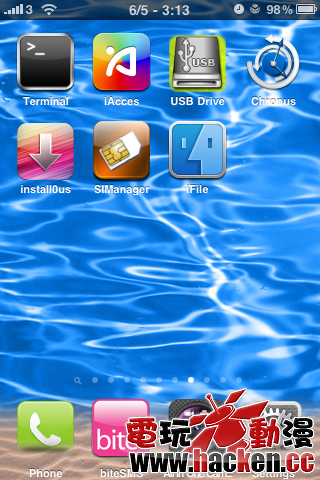 3 6/5 - 3:13 98%
>_ USB
Terminal iAcces USB Drive Chronus
install0us SIManager iFile
bite
電玩 動漫
Phone biteSMS Settings
www.hacken.cc